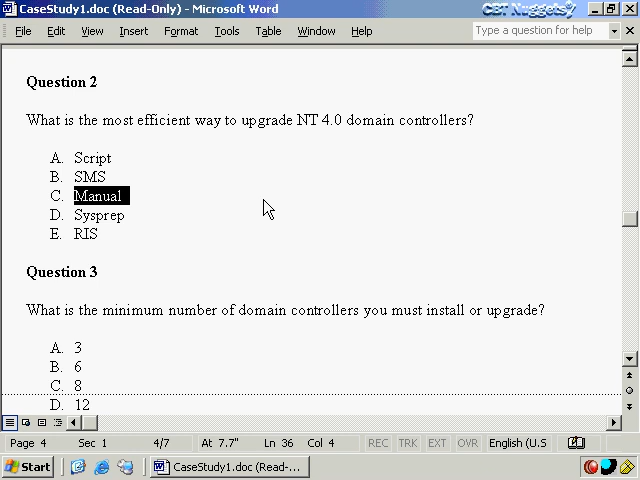 CaseStudy1.doc (Read-Only) - Microsoft Word
CBT Nuggets
File Edit View Insert Format Tools Table Window Help Type a question for help
Question 2
What is the most efficient way to upgrade NT 4.0 domain controllers?
A. Script
B. SMS
C. Manual
D. Sysprep
E. RIS
Question 3
What is the minimum number of domain controllers you must install or upgrade?
A. 3
B. 6
C. 8
D. 12
Page 4 Sec 1 4/7 At 7.7" Ln 36 Col 4 REC TRK EXT OVR English (U.S
Start CaseStudy1.doc (Read-...